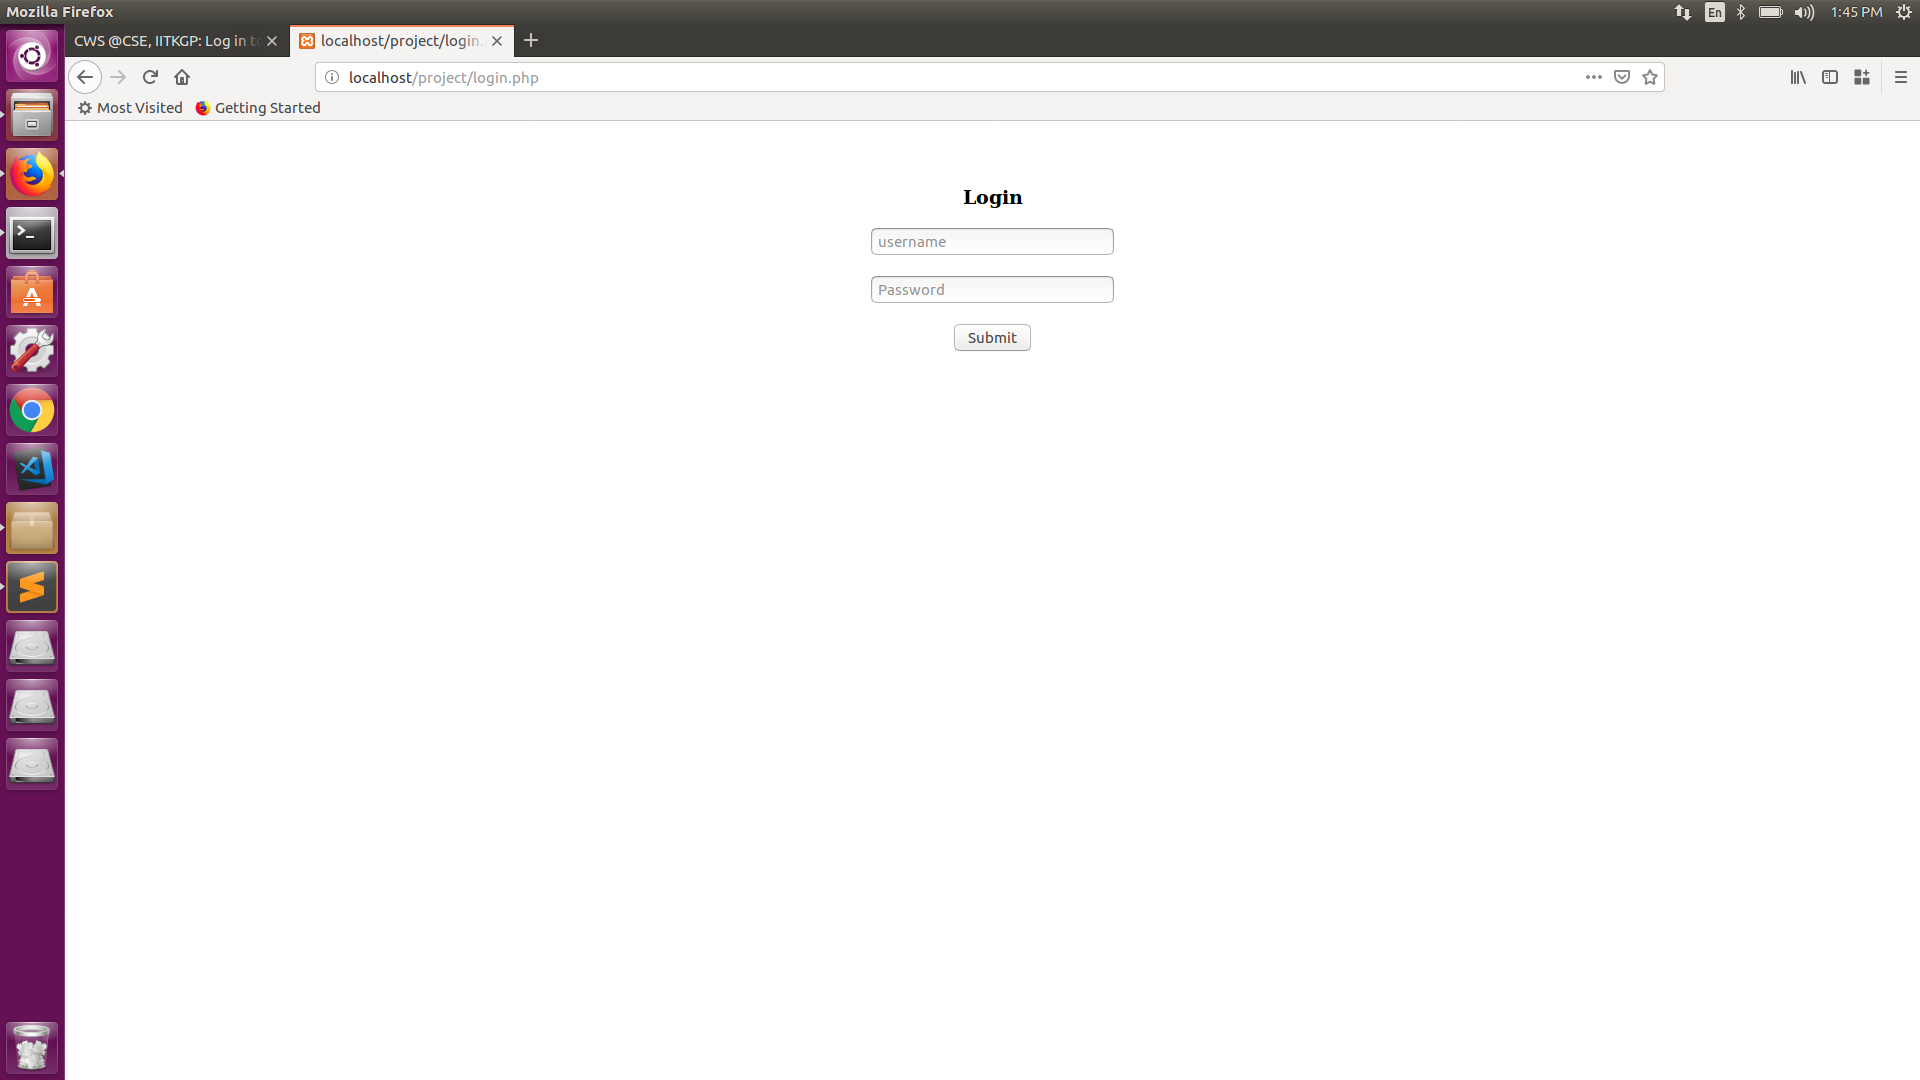 Mozilla Firefox
En
1:45 PM
CWS @CSE, IITKGP: Log in t
localhost/project/login.
localhost/project/login.php
Most Visited
Getting Started
Login
username
Password
Submit